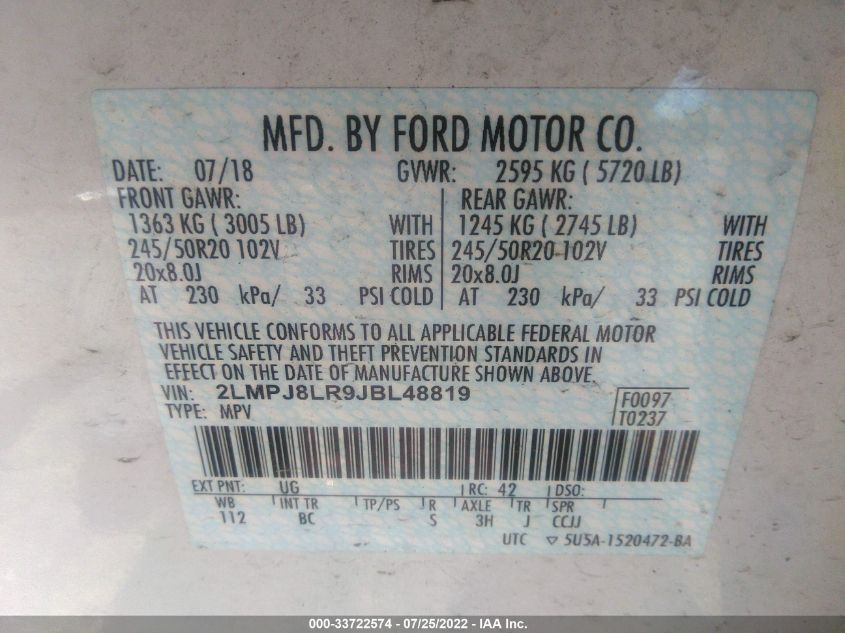 MFD. BY FORD MOTOR CO.
DATE: 07/18 GVWR: 2595 KG ( 5720 LB)
FRONT GAWR: REAR GAWR:
1363 KG ( 3005 LB) WITH 1245 KG ( 2745 LB) WITH
245/50R20 102V TIRES 245/50R20 102V TIRES
20x8.0J RIMS 20x8.0J RIMS
AT 230 kPa/ 33 PSI COLD AT 230 kPa/ 33 PSI COLD
THIS VEHICLE CONFORMS TO ALL APPLICABLE FEDERAL MOTOR
VEHICLE SAFETY AND THEFT PREVENTION STANDARDS IN
EFFECT ON THE DATE OF MANUFACTURE SHOWN ABOVE.
VIN: 2LMPJ8LR9JBL48819 F0097
TYPE: MPV T0237
EXT PNT: UG RC: 42 DSO:
WB INT TR TP/PS R AXLE TR SPR
112 BC S 3H J CCJJ
UTC ▽ 5U5A-1520472-BA
000-33722574 - 07/25/2022 - IAA Inc.